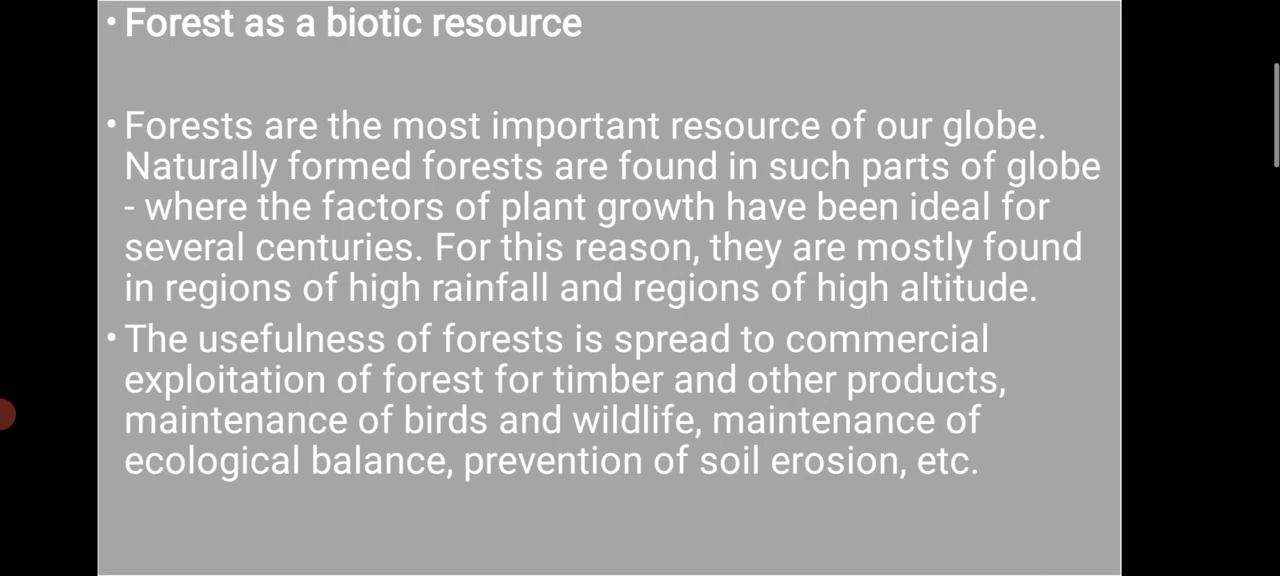 • Forest as a biotic resource
• Forests are the most important resource of our globe.
Naturally formed forests are found in such parts of globe
- where the factors of plant growth have been ideal for
several centuries. For this reason, they are mostly found
in regions of high rainfall and regions of high altitude.
• The usefulness of forests is spread to commercial
exploitation of forest for timber and other products,
maintenance of birds and wildlife, maintenance of
ecological balance, prevention of soil erosion, etc.